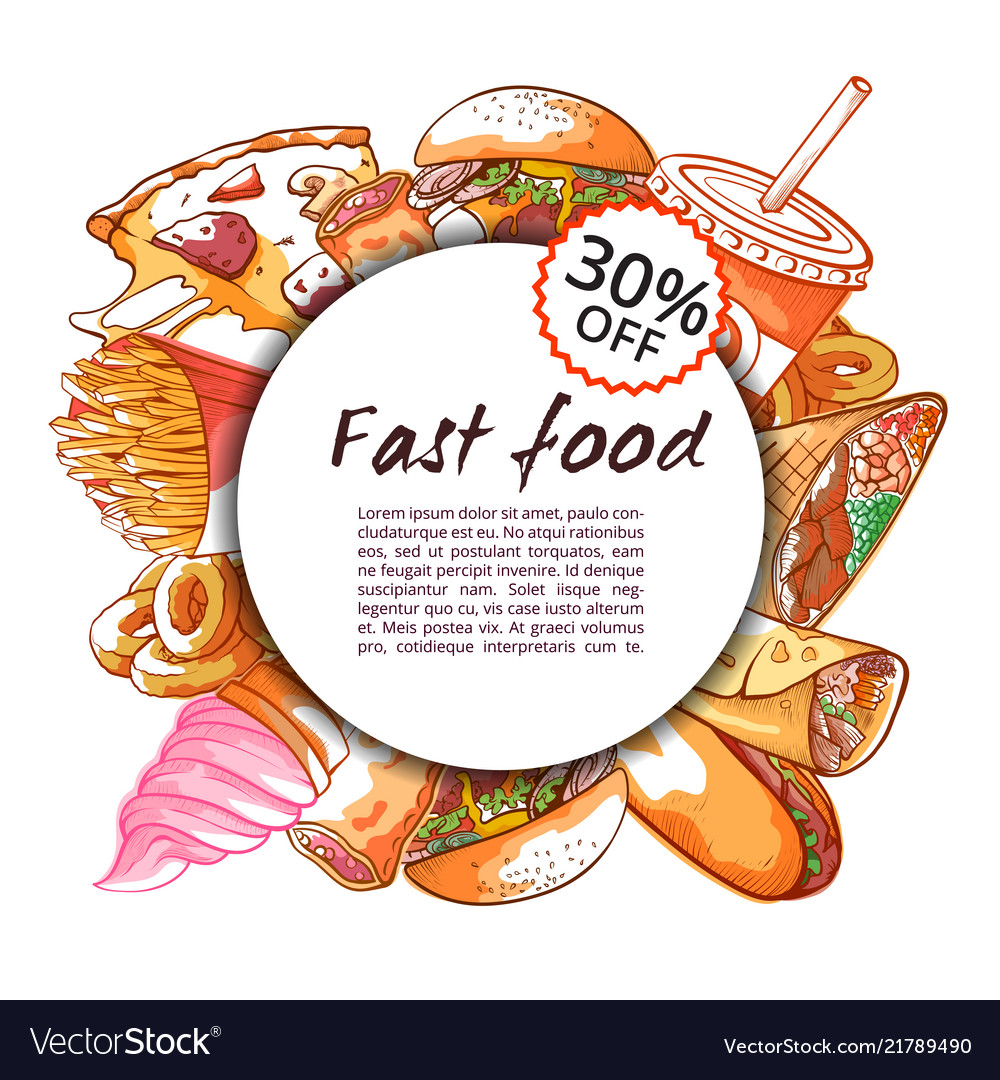 30%
OFF
Fast food
Lorem ipsum dolor sit amet, paulo con-
cludaturque est eu. No quo rationibus
eos, sed ut postulant torquatos, eam
ne feugait percipit invenire. Id denique
suscipiantur nam. Solet iisque neg-
legentur quo cu, vis case iusto alterum
et. Meis postea vix. At graeci volumus
pro, cotidieque interpretaris cum te.
VectorStock®
VectorStock.com/21789490